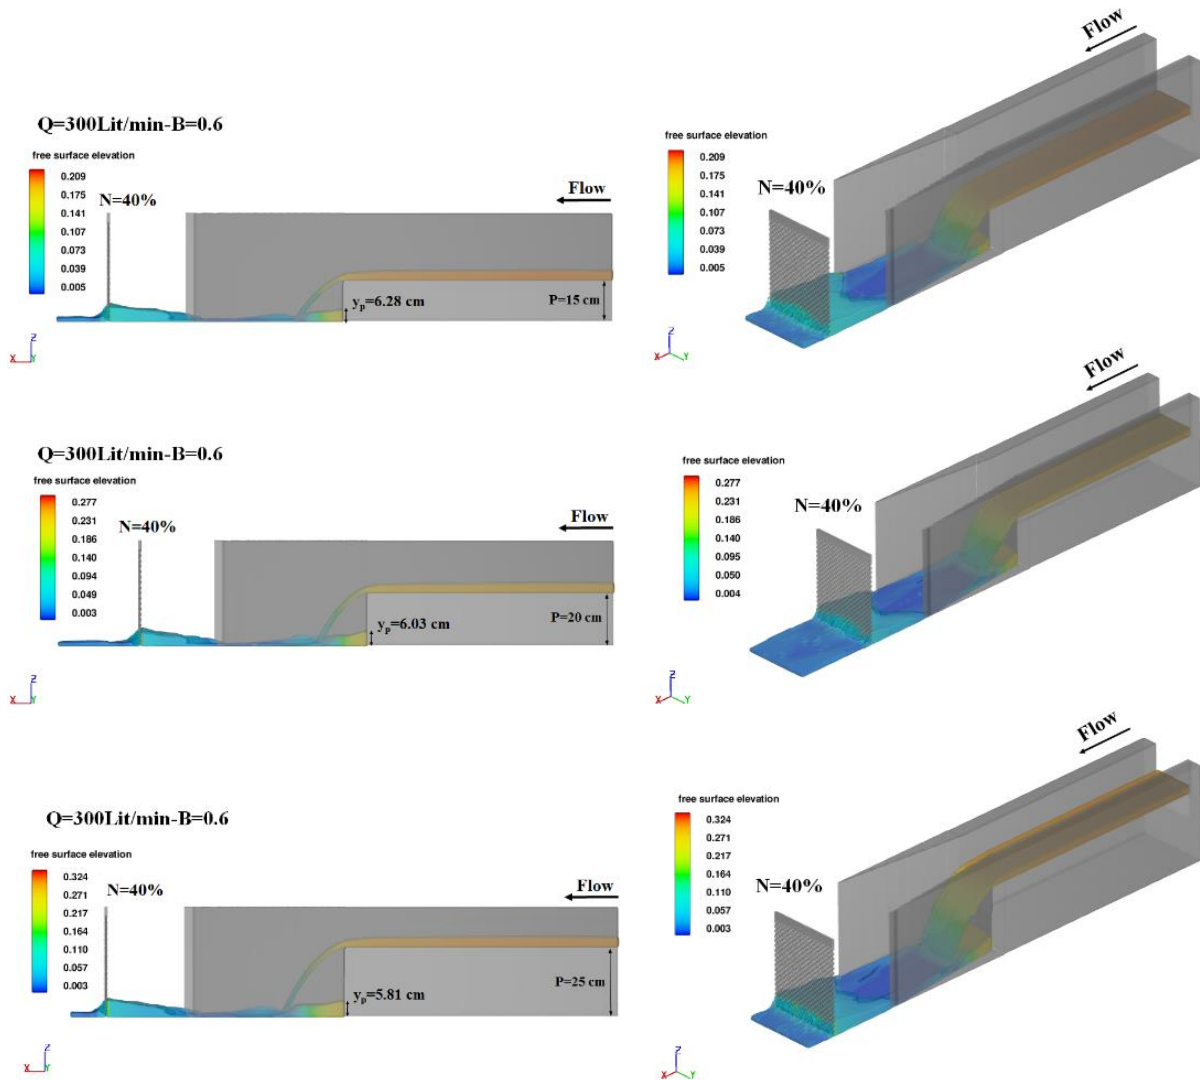 Flow
Q=300Lit/min-B=0.6
free surface elevation
0.209
0.175
0.141
0.107
0.073
0.039
0.005
N=40%
Flow
yp=6.28 cm
P=15 cm
X
Z
Y
free surface elevation
0.209
0.175
0.141
0.107
0.073
0.039
0.005
N=40%
Z
X
Y
Flow
Q=300Lit/min-B=0.6
free surface elevation
0.277
0.231
0.186
0.140
0.094
0.049
0.003
N=40%
Flow
yp=6.03 cm
P=20 cm
Z
X
Y
free surface elevation
0.277
0.231
0.186
0.140
0.095
0.050
0.004
N=40%
Z
X
Y
Flow
Q=300Lit/min-B=0.6
free surface elevation
0.324
0.271
0.217
0.164
0.110
0.057
0.003
N=40%
Flow
yp=5.81 cm
P=25 cm
Z
X
Y
free surface elevation
0.324
0.271
0.217
0.164
0.110
0.057
0.003
N=40%
Z
X
Y